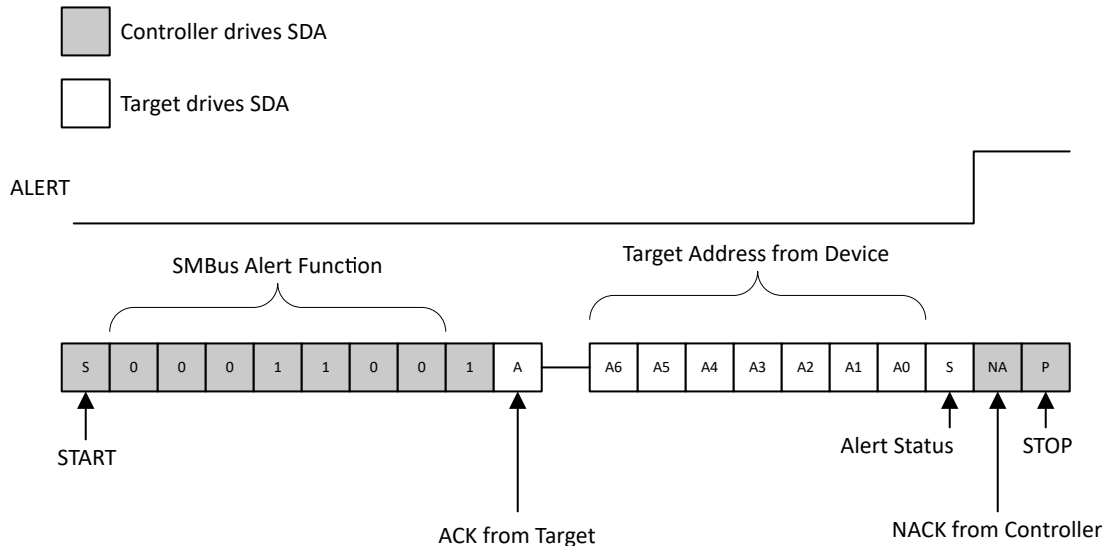 Controller drives SDA
Target drives SDA
ALERT
SMBus Alert Function
Target Address from Device
S 0 0 0 1 1 0 0 1 A A6 A5 A4 A3 A2 A1 A0 S NA P
START
Alert Status
STOP
ACK from Target
NACK from Controller